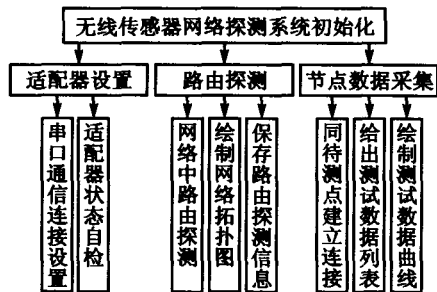 无线传感器网络探测系统初始化
适配器设置
路由探测
节点数据采集
串口通信连接设置
适配器状态自检
网络中路由探测
绘制网络拓扑图
保存路由探测信息
同待测点建立连接
给出测试数据列表
绘制测试数据曲线